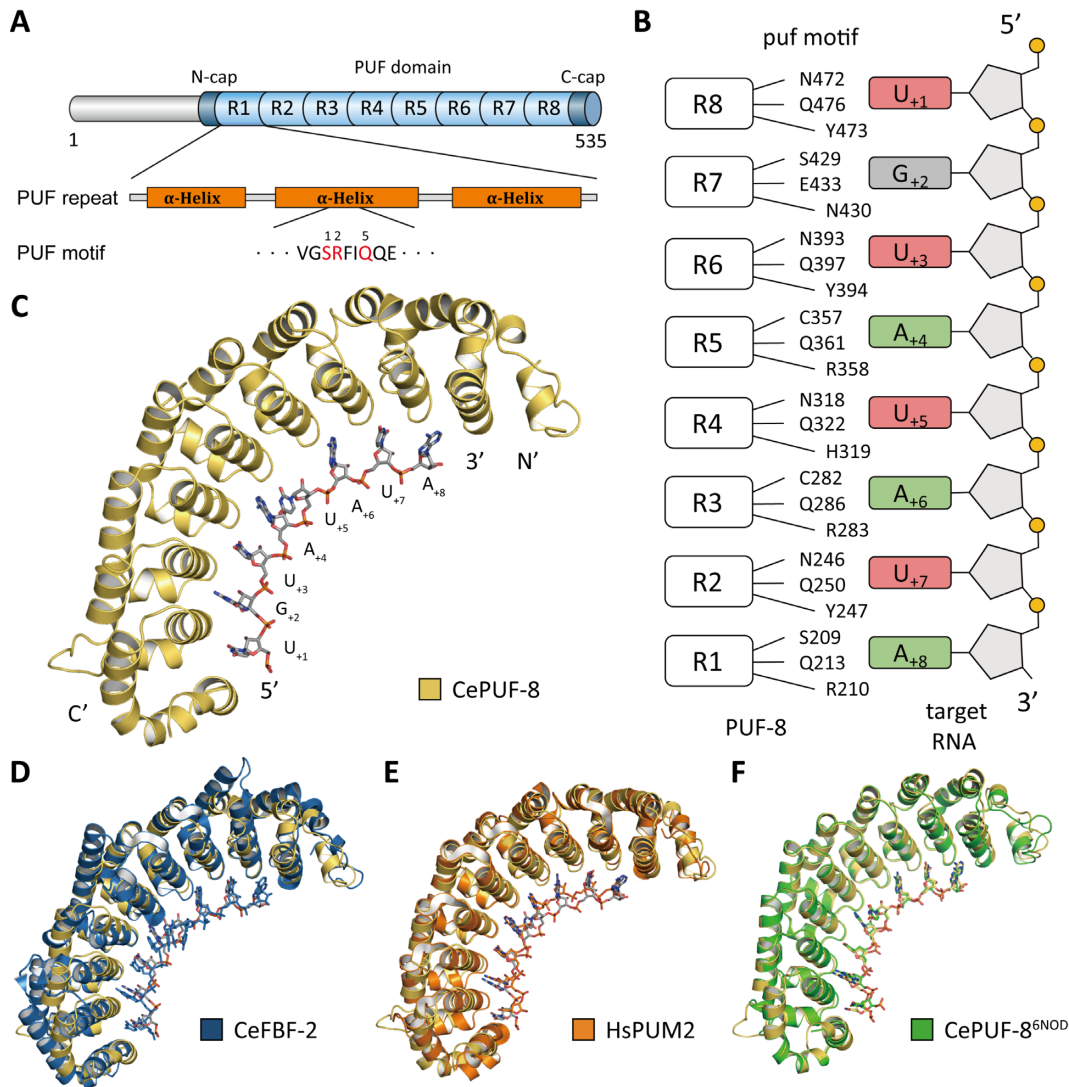 A
N-cap
PUF domain
C-cap
R1 R2 R3 R4 R5 R6 R7 R8
1
535
PUF repeat
α-Helix α-Helix α-Helix
1 2 5
PUF motif
· · · VGSRFIQQE · · ·
B
5’
puf motif
R8
N472
Q476
Y473
U+1
R7
S429
E433
N430
G+2
R6
N393
Q397
Y394
U+3
R5
C357
Q361
R358
A+4
R4
N318
Q322
H319
U+5
R3
C282
Q286
R283
A+6
R2
N246
Q250
Y247
U+7
R1
S209
Q213
R210
A+8
3’
PUF-8
target
RNA
C
3’
N’
A+8
U+7
A+6
U+5
A+4
U+3
G+2
U+1
5’
C’
CePUF-8
D
CeFBF-2
E
HsPUM2
F
CePUF-8⁶ᴺᴼᴰ